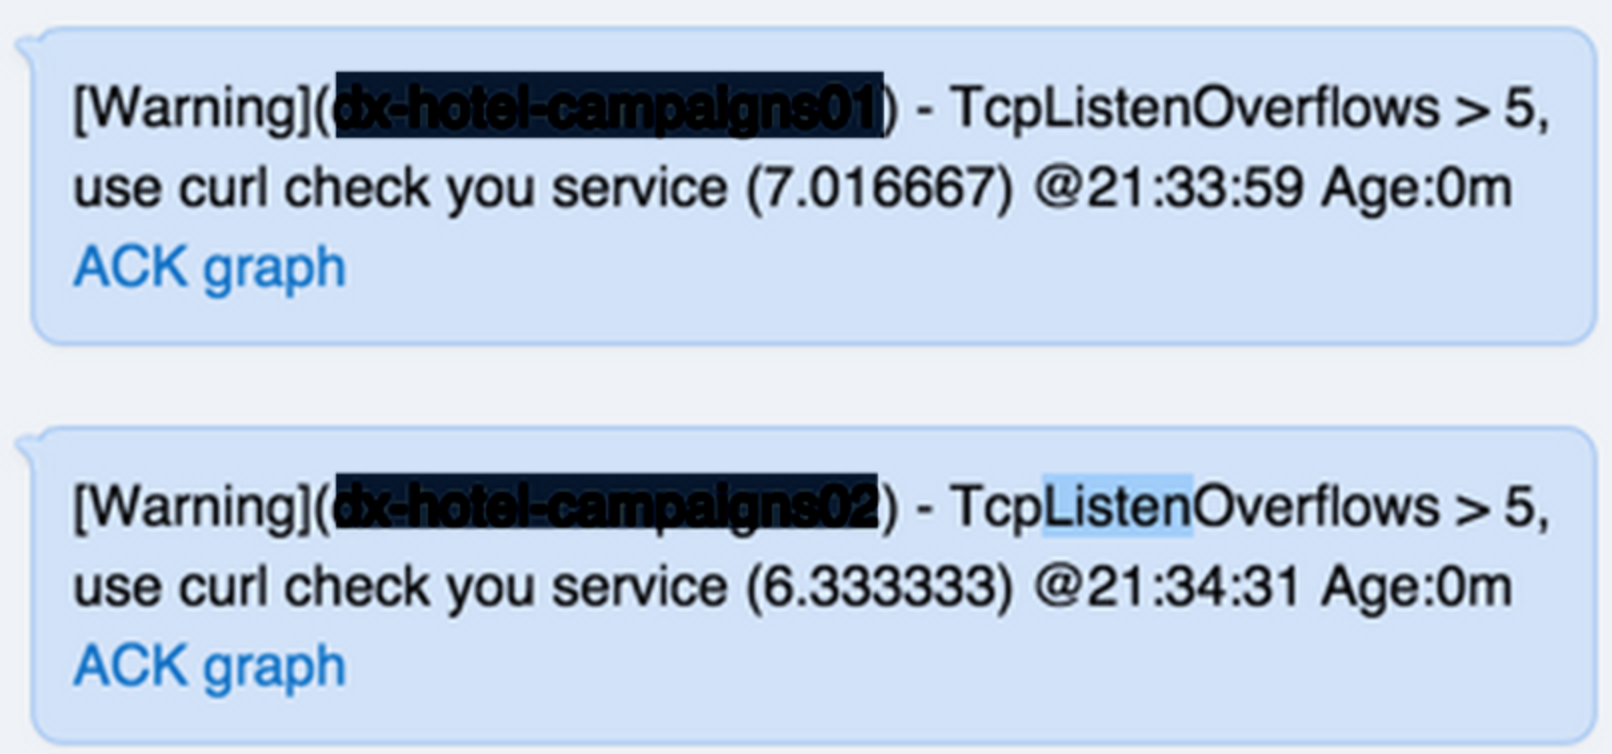 [Warning](dx-hotel-campaigns01) - TcpListenOverflows > 5,
use curl check you service (7.016667) @21:33:59 Age:0m
ACK graph
[Warning](dx-hotel-campaigns02) - TcpListenOverflows > 5,
use curl check you service (6.333333) @21:34:31 Age:0m
ACK graph